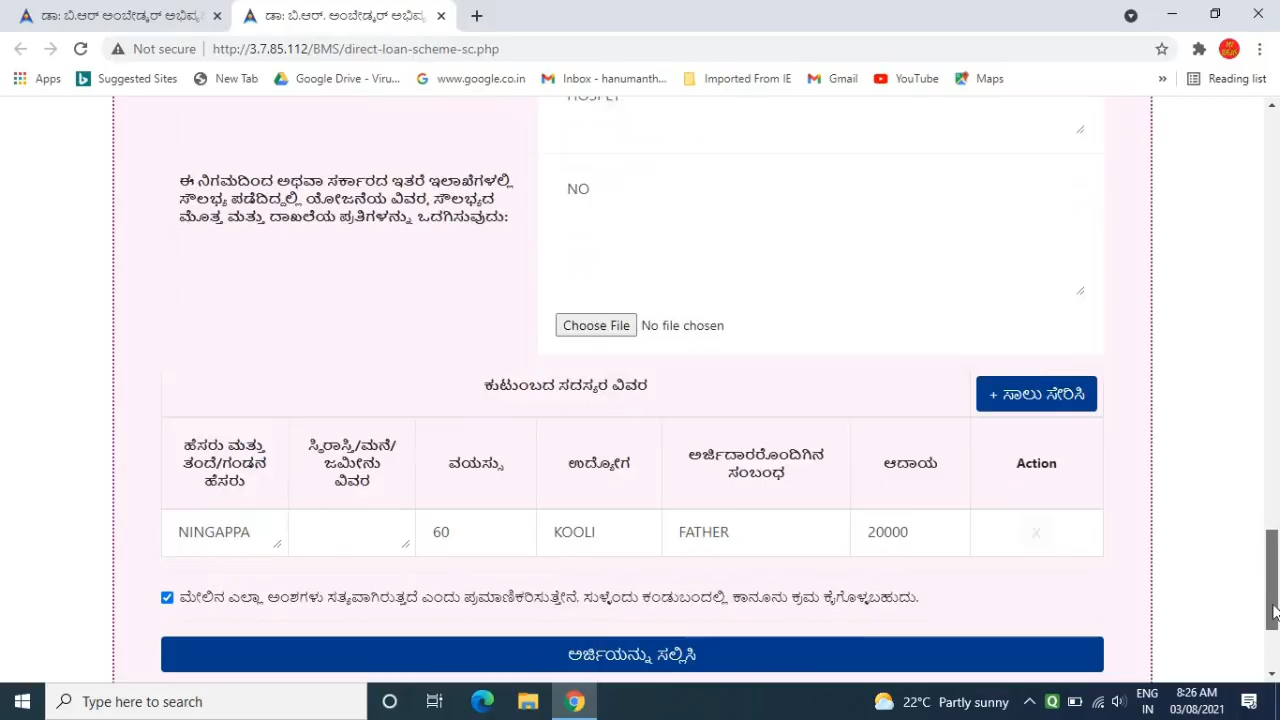 ಡಾ: ಬಿ.ಆರ್ ಅಂಬೇಡ್ಕರ್ ಅಭಿವೃ
ಡಾ: ಬಿ.ಆರ್. ಅಂಬೇಡ್ಕರ್ ಅಭಿವೃ
Not secure http://3.7.85.112/BMS/direct-loan-scheme-sc.php
Apps Suggested Sites New Tab Google Drive - Viru... www.google.co.in Inbox - hanumanth... Imported From IE Gmail YouTube Maps » Reading list
HOSPET
ಈ ನಿಗಮದಿಂದ ಅಥವಾ ಸರ್ಕಾರದ ಇತರೆ ಇಲಾಖೆಗಳಲ್ಲಿ
ಸೌಲಭ್ಯ ಪಡೆದಿದ್ದಲ್ಲಿ ಯೋಜನೆಯ ವಿವರ, ಸೌಲಭ್ಯದ
ಮೊತ್ತ ಮತ್ತು ದಾಖಲೆಯ ಪ್ರತಿಗಳನ್ನು ಒದಗಿಸುವುದು:
NO
Choose File No file chosen
ಕುಟುಂಬದ ಸದಸ್ಯರ ವಿವರ
+ ಸಾಲು ಸೇರಿಸಿ
ಹೆಸರು ಮತ್ತು
ತಂದೆ/ಗಂಡನ
ಹೆಸರು
ಸ್ಥಿರಾಸ್ತಿ/ಮನೆ/
ಜಮೀನು
ವಿವರ
ವಯಸ್ಸು
ಉದ್ಯೋಗ
ಅರ್ಜಿದಾರರೊಂದಿಗಿನ
ಸಂಬಂಧ
ಆದಾಯ
Action
NINGAPPA 60 KOOLI FATHER 20000 X
ಮೇಲಿನ ಎಲ್ಲಾ ಅಂಶಗಳು ಸತ್ಯವಾಗಿರುತ್ತದೆ ಎಂದು ಪ್ರಮಾಣಿಕರಿಸುತ್ತೇನೆ, ಸುಳ್ಳೆಂದು ಕಂಡುಬಂದಲ್ಲಿ ಕಾನೂನು ಕ್ರಮ ಕೈಗೊಳ್ಳಬಹುದು.
ಅರ್ಜಿಯನ್ನು ಸಲ್ಲಿಸಿ
Type here to search
22°C Partly sunny
ENG
IN
8:26 AM
03/08/2021